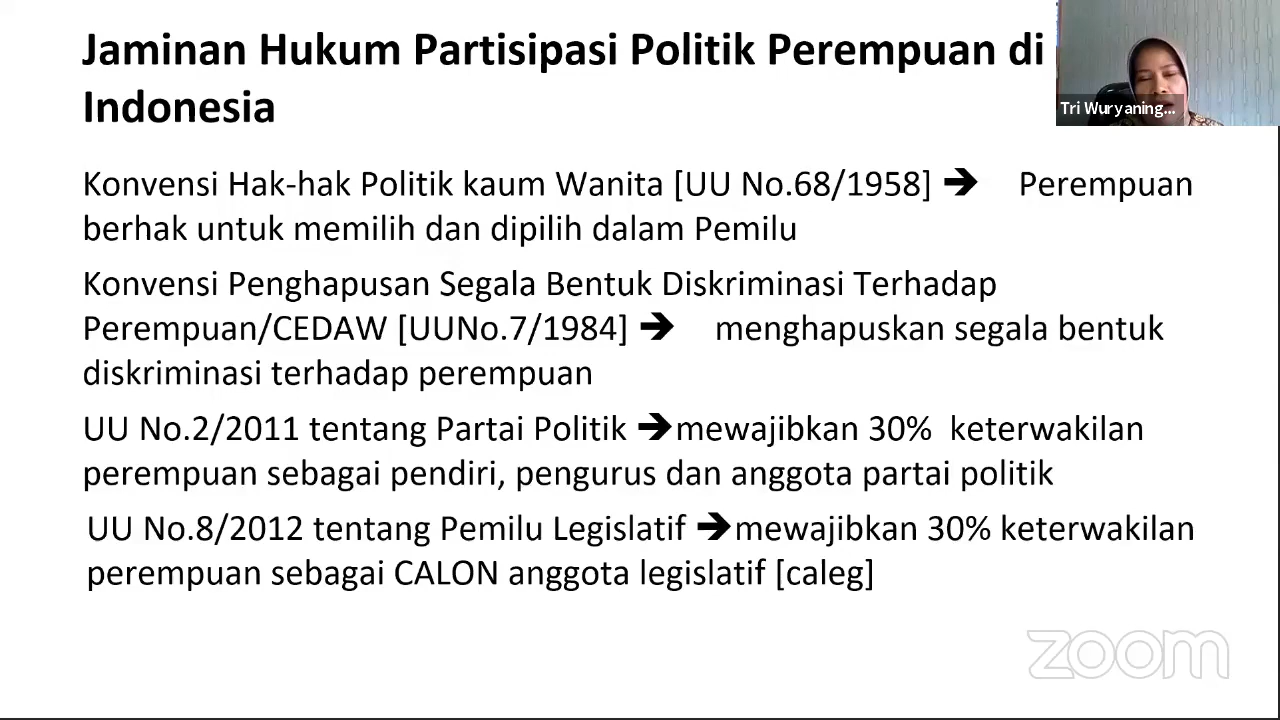 Jaminan Hukum Partisipasi Politik Perempuan di
Indonesia
Tri Wuryaning...
Konvensi Hak-hak Politik kaum Wanita [UU No.68/1958] 🡺 Perempuan
berhak untuk memilih dan dipilih dalam Pemilu
Konvensi Penghapusan Segala Bentuk Diskriminasi Terhadap
Perempuan/CEDAW [UUNo.7/1984] 🡺 menghapuskan segala bentuk
diskriminasi terhadap perempuan
UU No.2/2011 tentang Partai Politik 🡺mewajibkan 30% keterwakilan
perempuan sebagai pendiri, pengurus dan anggota partai politik
UU No.8/2012 tentang Pemilu Legislatif 🡺mewajibkan 30% keterwakilan
perempuan sebagai CALON anggota legislatif [caleg]
zoom